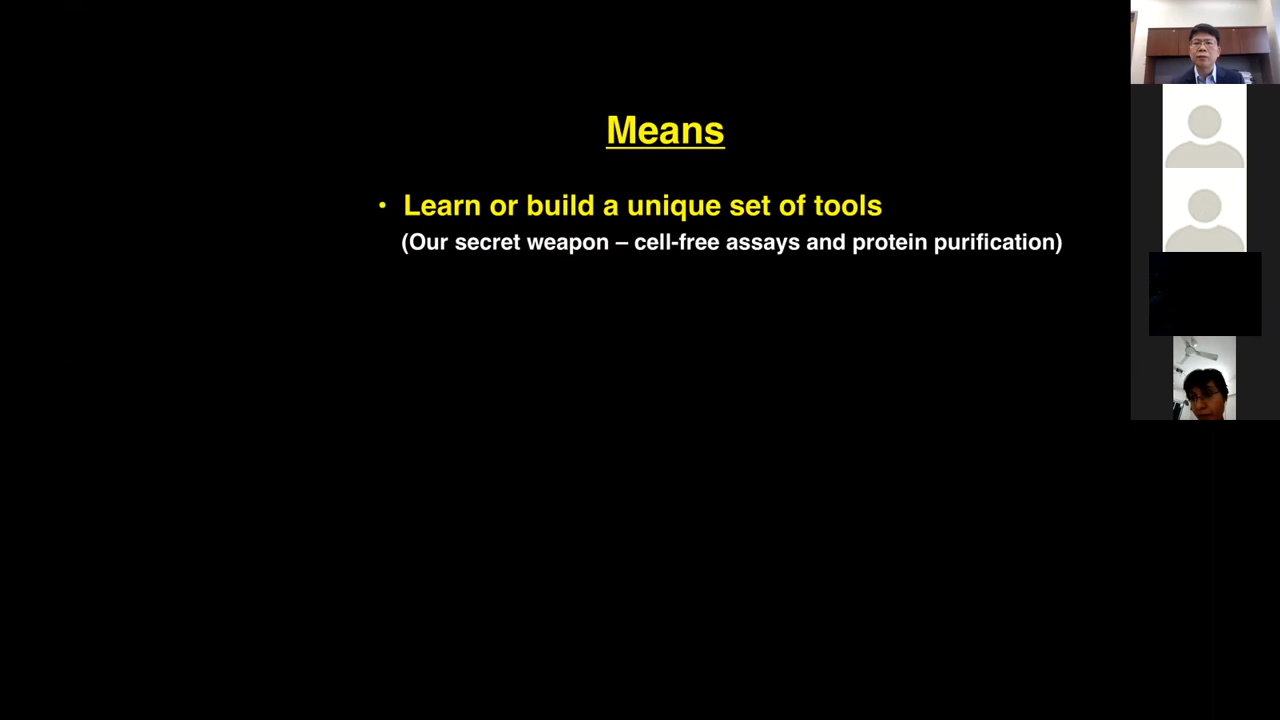 Means
• Learn or build a unique set of tools
(Our secret weapon – cell-free assays and protein purification)